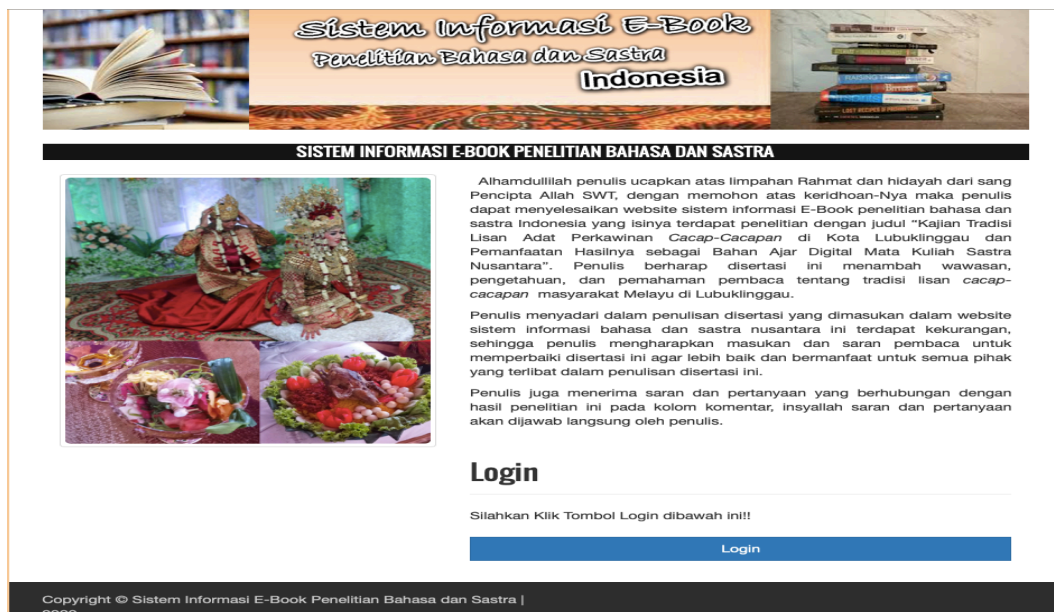 Sistem Informasi E-Book
Penelitian Bahasa dan Sastra
Indonesia
SISTEM INFORMASI E-BOOK PENELITIAN BAHASA DAN SASTRA
Alhamdullilah penulis ucapkan atas limpahan Rahmat dan hidayah dari sang
Pencipta Allah SWT, dengan memohon atas keridhoan-Nya maka penulis
dapat menyelesaikan website sistem informasi E-Book penelitian bahasa dan
sastra Indonesia yang isinya terdapat penelitian dengan judul “Kajian Tradisi
Lisan Adat Perkawinan Cacap-Cacapan di Kota Lubuklinggau dan
Pemanfaatan Hasilnya sebagai Bahan Ajar Digital Mata Kuliah Sastra
Nusantara”. Penulis berharap disertasi ini menambah wawasan,
pengetahuan, dan pemahaman pembaca tentang tradisi lisan cacap-
cacapan masyarakat Melayu di Lubuklinggau.
Penulis menyadari dalam penulisan disertasi yang dimasukan dalam website
sistem informasi bahasa dan sastra nusantara ini terdapat kekurangan,
sehingga penulis mengharapkan masukan dan saran pembaca untuk
memperbaiki disertasi ini agar lebih baik dan bermanfaat untuk semua pihak
yang terlibat dalam penulisan disertasi ini.
Penulis juga menerima saran dan pertanyaan yang berhubungan dengan
hasil penelitian ini pada kolom komentar, insyallah saran dan pertanyaan
akan dijawab langsung oleh penulis.
Login
Silahkan Klik Tombol Login dibawah ini!!
Login
Copyright © Sistem Informasi E-Book Penelitian Bahasa dan Sastra |